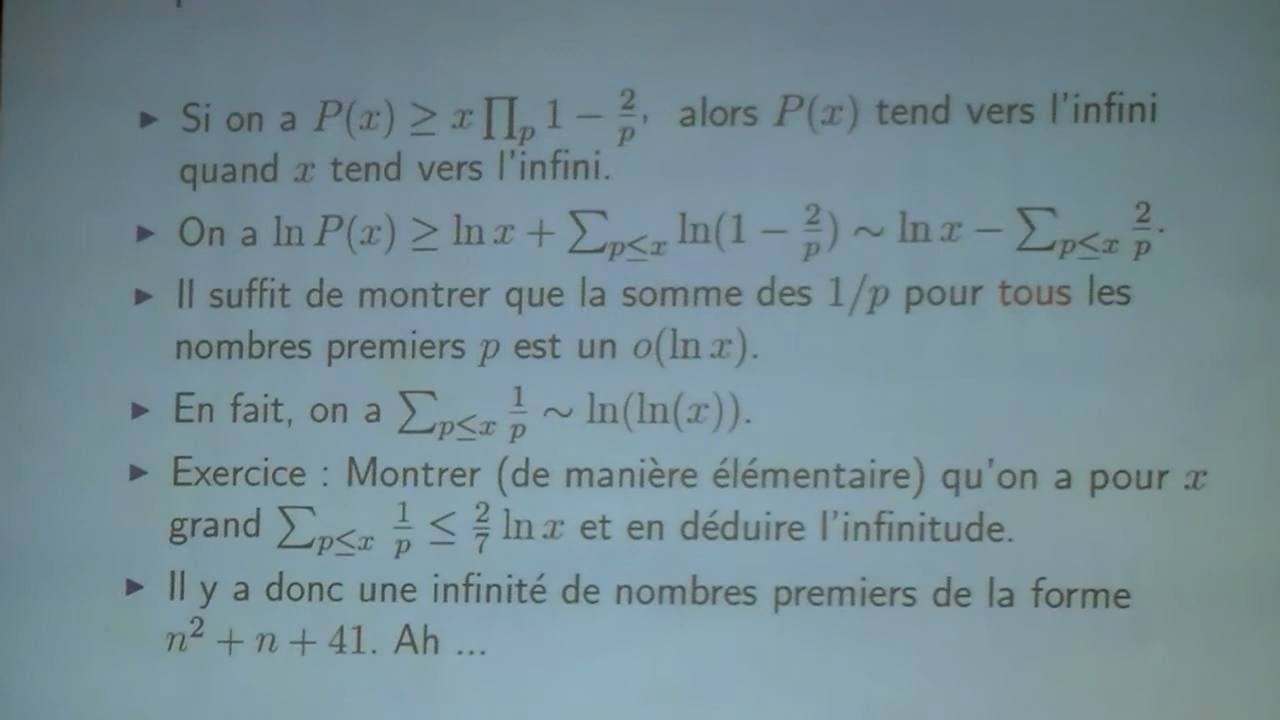 ▶ Si on a P(x) ≥ x ∏_p 1 − 2/p, alors P(x) tend vers l'infini
quand x tend vers l'infini.
▶ On a ln P(x) ≥ ln x + ∑_{p≤x} ln(1 − 2/p) ∼ ln x − ∑_{p≤x} 2/p.
▶ Il suffit de montrer que la somme des 1/p pour tous les
nombres premiers p est un o(ln x).
▶ En fait, on a ∑_{p≤x} 1/p ∼ ln(ln(x)).
▶ Exercice : Montrer (de manière élémentaire) qu'on a pour x
grand ∑_{p≤x} 1/p ≤ 2/7 ln x et en déduire l'infinitude.
▶ Il y a donc une infinité de nombres premiers de la forme
n² + n + 41. Ah ...